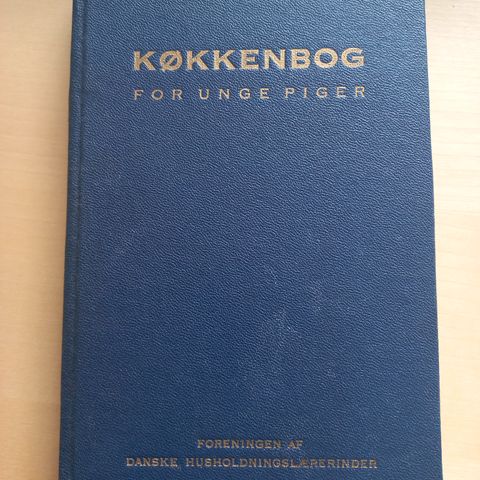 KØKKENBOG
FOR UNGE PIGER
FORENINGEN AF
DANSKE HUSHOLDNINGSLÆRERINDER